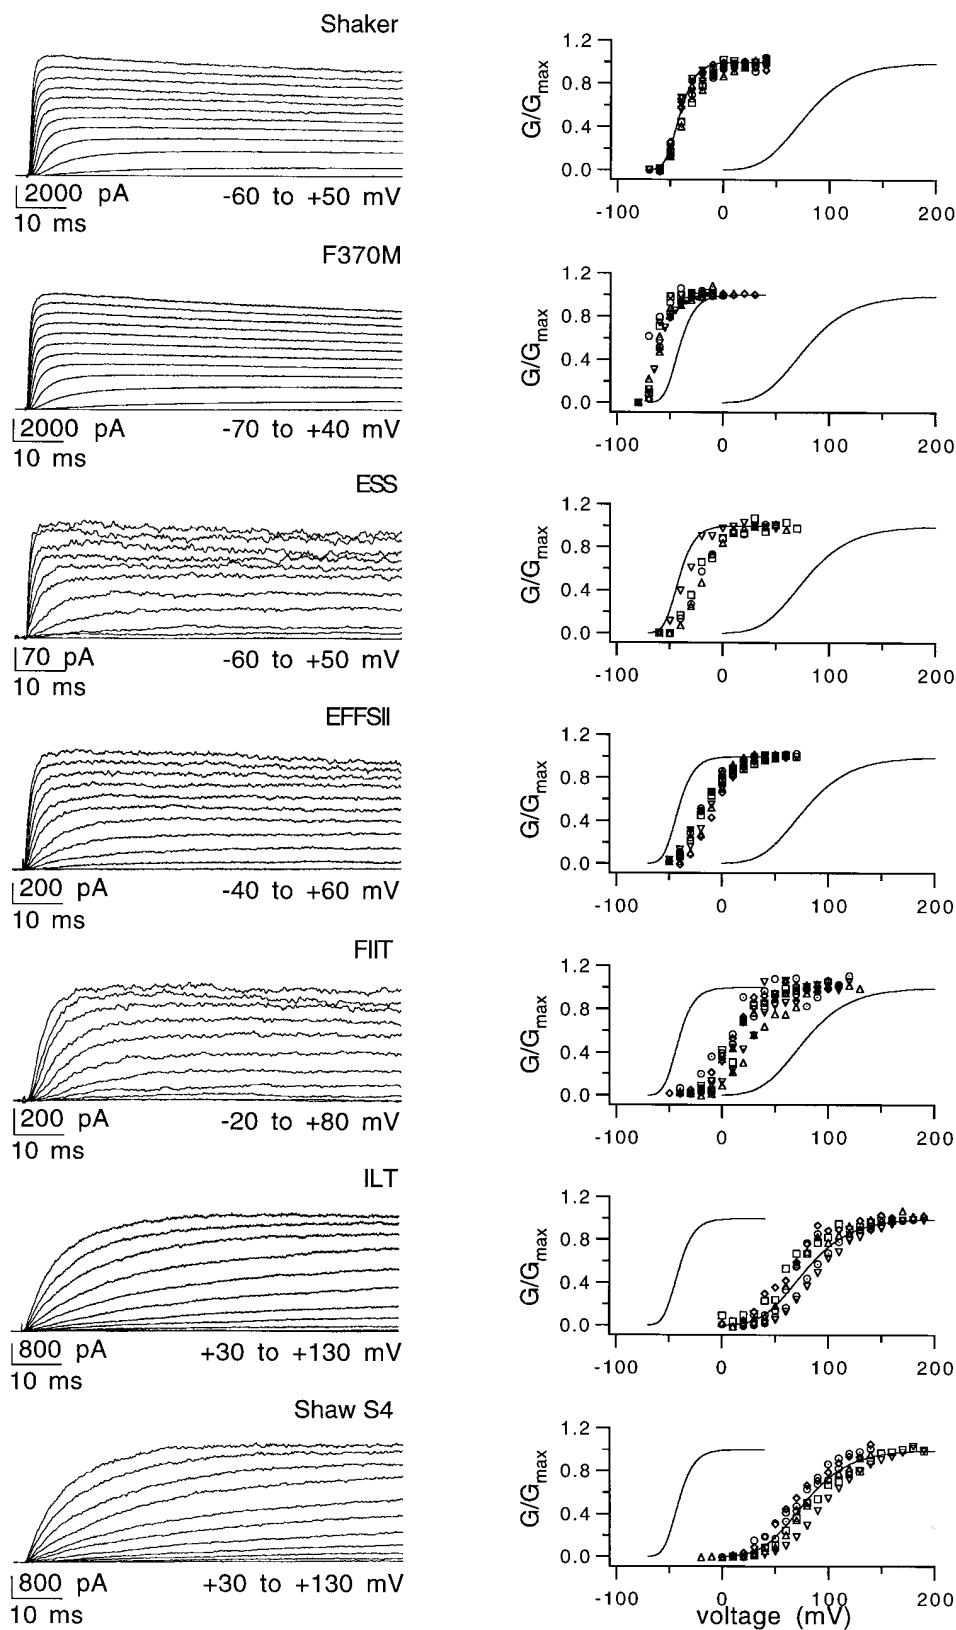 Shaker
2000 pA
-60 to +50 mV
10 ms
G/Gmax
1.2
0.8
0.4
0.0
-100 0 100 200
F370M
2000 pA
-70 to +40 mV
10 ms
G/Gmax
1.2
0.8
0.4
0.0
-100 0 100 200
ESS
70 pA
-60 to +50 mV
10 ms
G/Gmax
1.2
0.8
0.4
0.0
-100 0 100 200
EFFSII
200 pA
-40 to +60 mV
10 ms
G/Gmax
1.2
0.8
0.4
0.0
-100 0 100 200
FIIT
200 pA
-20 to +80 mV
10 ms
G/Gmax
1.2
0.8
0.4
0.0
-100 0 100 200
ILT
800 pA
+30 to +130 mV
10 ms
G/Gmax
1.2
0.8
0.4
0.0
-100 0 100 200
Shaw S4
800 pA
+30 to +130 mV
10 ms
G/Gmax
1.2
0.8
0.4
0.0
-100 0 100 200
voltage (mV)